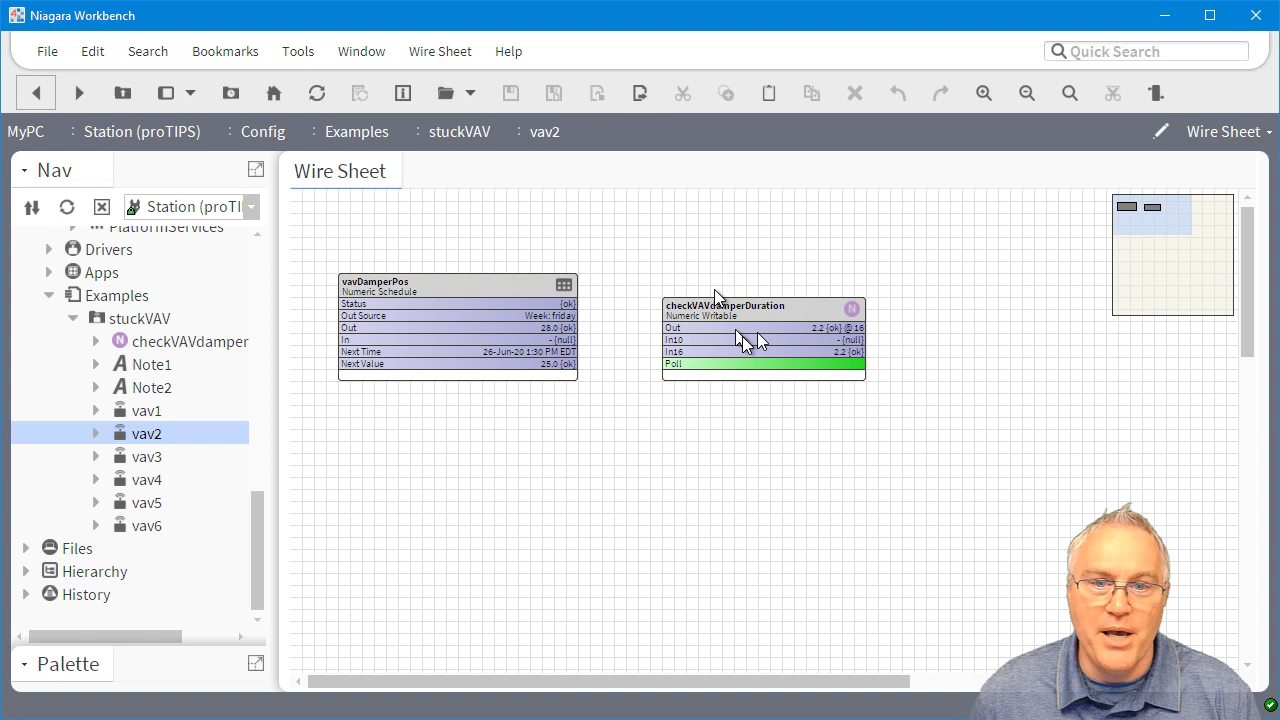 Niagara Workbench
File Edit Search Bookmarks Tools Window Wire Sheet Help
Quick Search
MyPC : Station (proTIPS) : Config : Examples : stuckVAV : vav2
Wire Sheet
Nav
Station (proTI
PlatformServices
Drivers
Apps
Examples
stuckVAV
N checkVAVdamper
A Note1
A Note2
vav1
vav2
vav3
vav4
vav5
vav6
Files
Hierarchy
History
Palette
Wire Sheet
vavDamperPos
Numeric Schedule
Status {ok}
Out Source Week: friday
Out 28.0 {ok}
In - {null}
Next Time 26-Jun-20 1:30 PM EDT
Next Value 25.0 {ok}
checkVAVdamperDuration
Numeric Writable
N
Out 2.2 {ok} @ 16
In10 - {null}
In16 2.2 {ok}
Poll